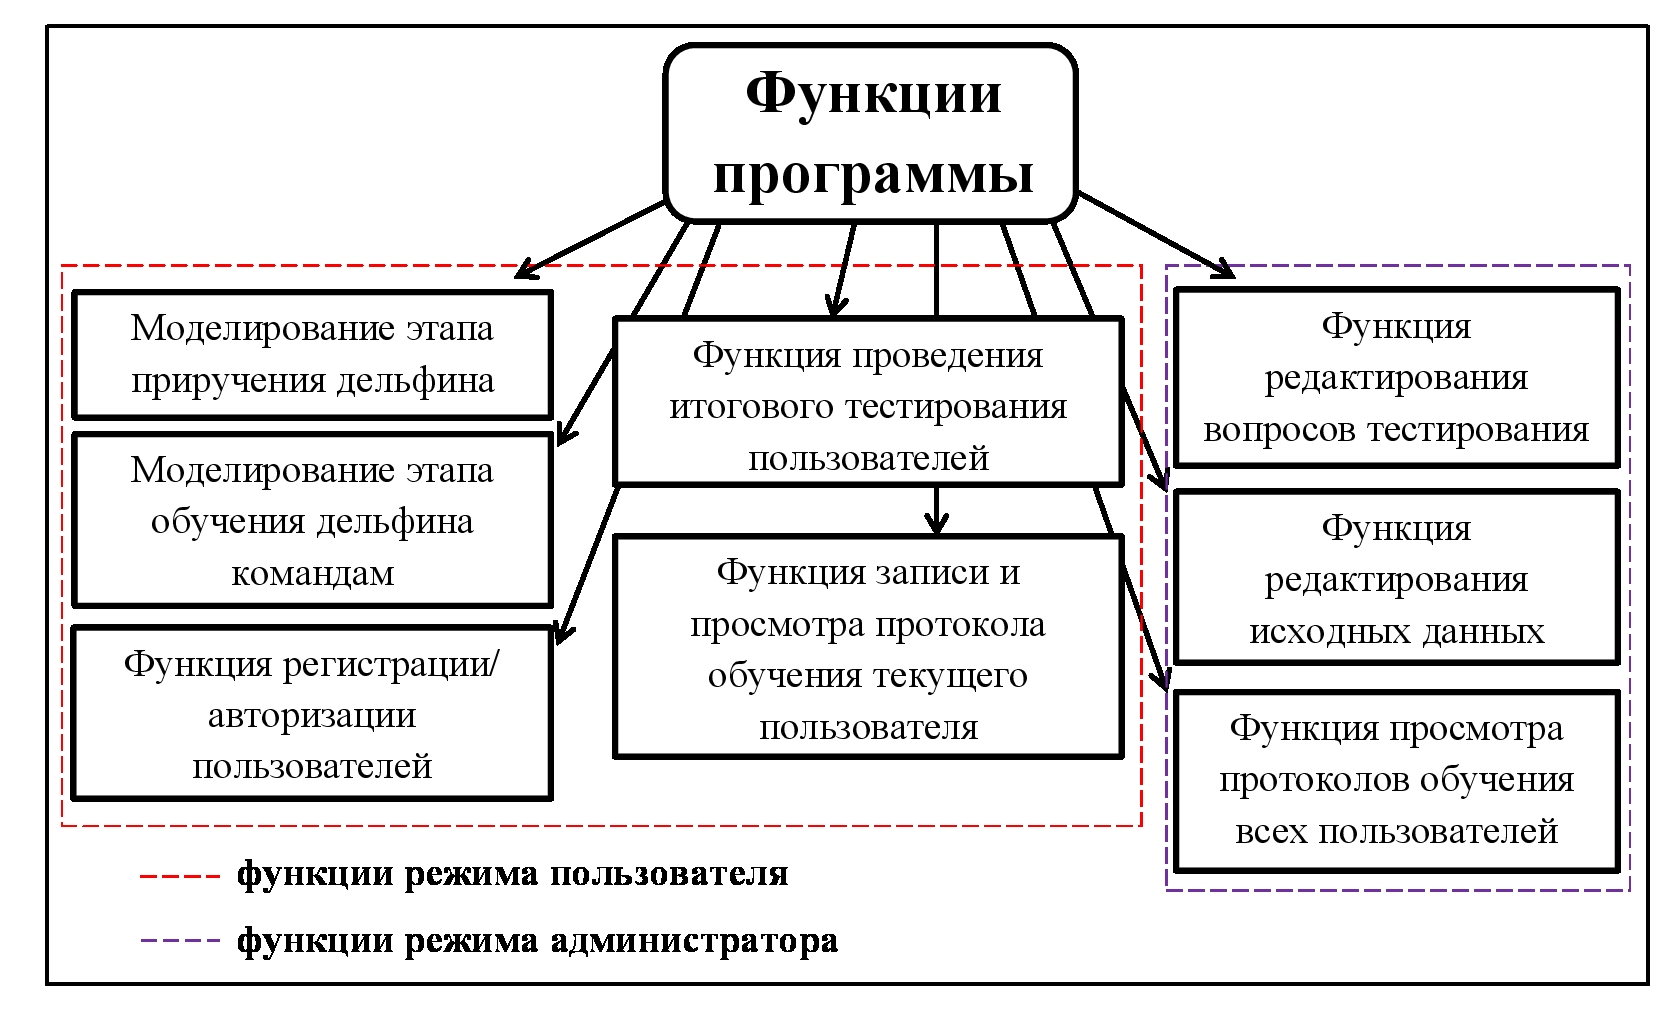 Функции
программы
Моделирование этапа
приручения дельфина
Моделирование этапа
обучения дельфина
командам
Функция регистрации/
авторизации
пользователей
Функция проведения
итогового тестирования
пользователей
Функция записи и
просмотра протокола
обучения текущего
пользователя
Функция
редактирования
вопросов тестирования
Функция
редактирования
исходных данных
Функция просмотра
протоколов обучения
всех пользователей
функции режима пользователя
функции режима администратора